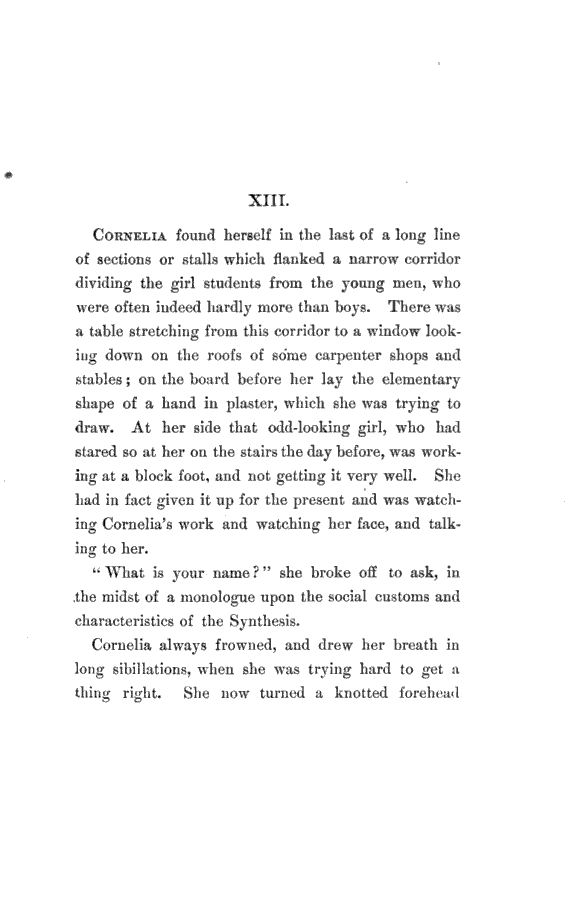 XIII.
CORNELIA found herself in the last of a long line
of sections or stalls which flanked a narrow corridor
dividing the girl students from the young men, who
were often indeed hardly more than boys. There was
a table stretching from this corridor to a window look-
ing down on the roofs of some carpenter shops and
stables; on the board before her lay the elementary
shape of a hand in plaster, which she was trying to
draw. At her side that odd-looking girl, who had
stared so at her on the stairs the day before, was work-
ing at a block foot, and not getting it very well. She
had in fact given it up for the present and was watch-
ing Cornelia's work and watching her face, and talk-
ing to her.
"What is your name?" she broke off to ask, in
the midst of a monologue upon the social customs and
characteristics of the Synthesis.
Cornelia always frowned, and drew her breath in
long sibillations, when she was trying hard to get a
thing right. She now turned a knotted forehead